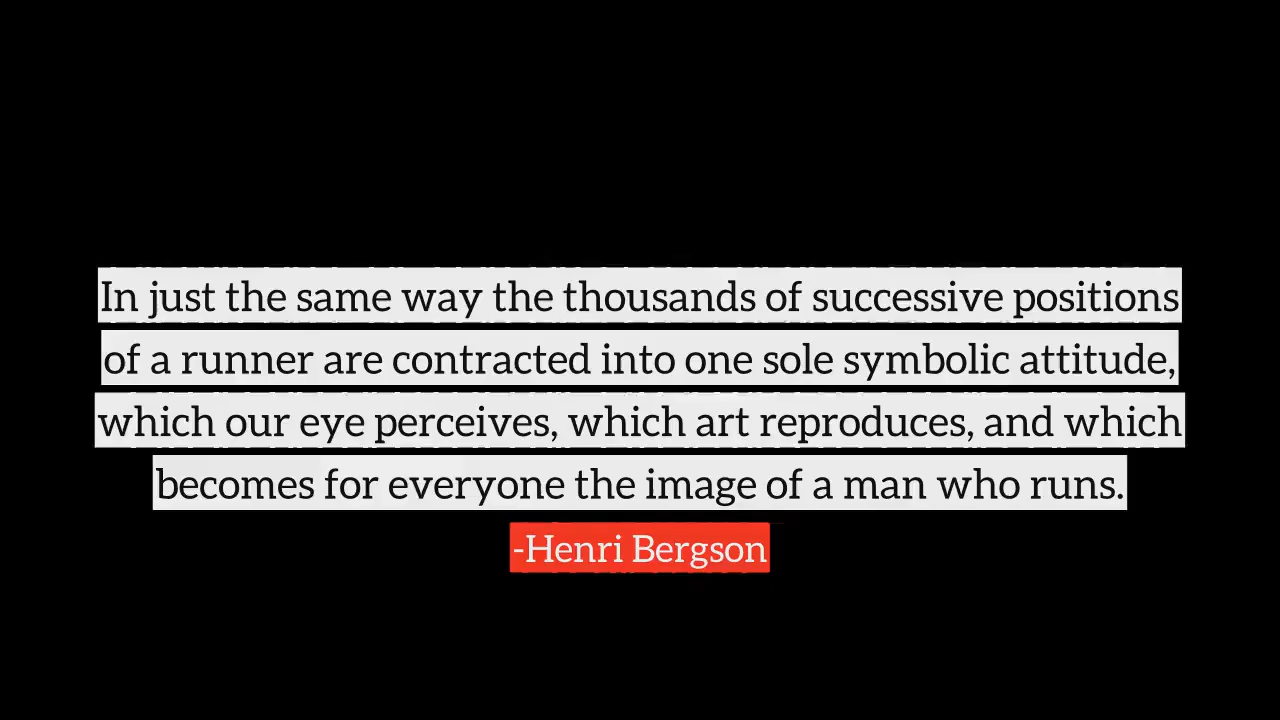 In just the same way the thousands of successive positions
of a runner are contracted into one sole symbolic attitude,
which our eye perceives, which art reproduces, and which
becomes for everyone the image of a man who runs.
-Henri Bergson